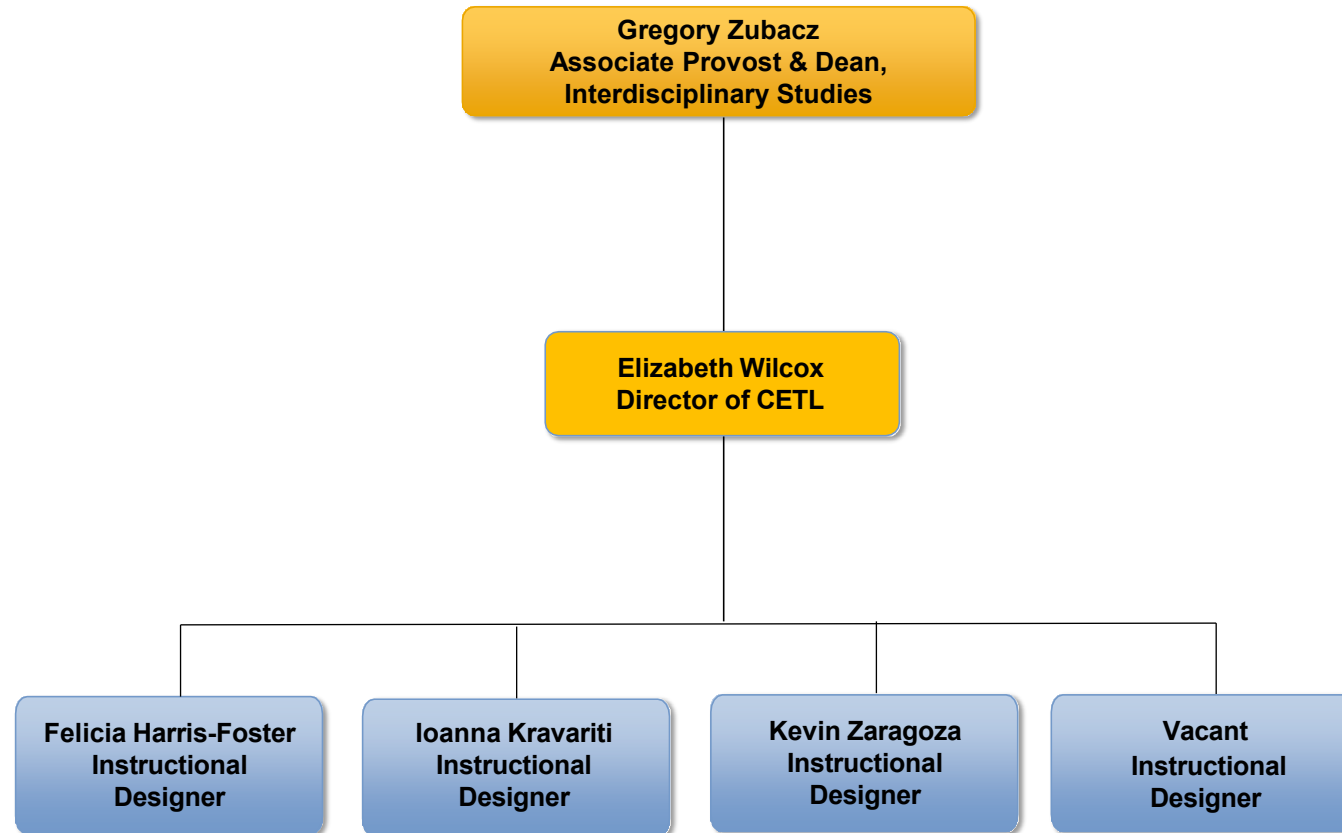 Gregory Zubacz
Associate Provost & Dean,
Interdisciplinary Studies
Elizabeth Wilcox
Director of CETL
Felicia Harris-Foster
Instructional
Designer
Ioanna Kravariti
Instructional
Designer
Kevin Zaragoza
Instructional
Designer
Vacant
Instructional
Designer